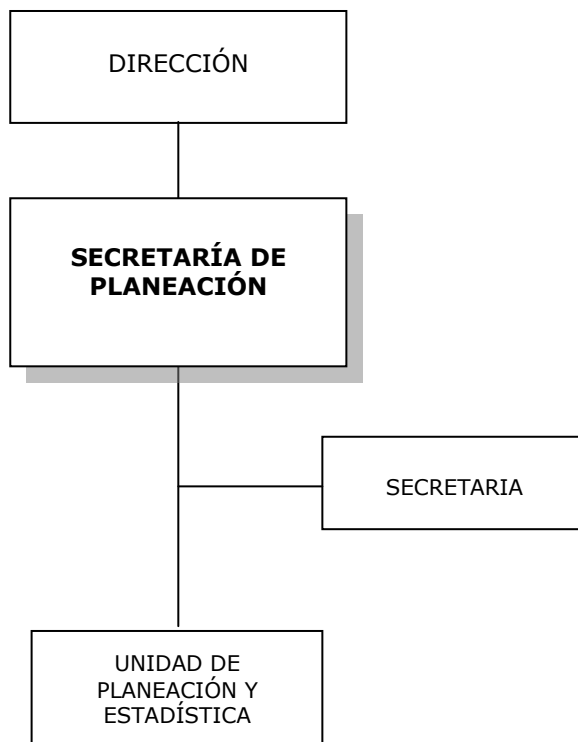 DIRECCIÓN
SECRETARÍA DE
PLANEACIÓN
SECRETARIA
UNIDAD DE
PLANEACIÓN Y
ESTADÍSTICA